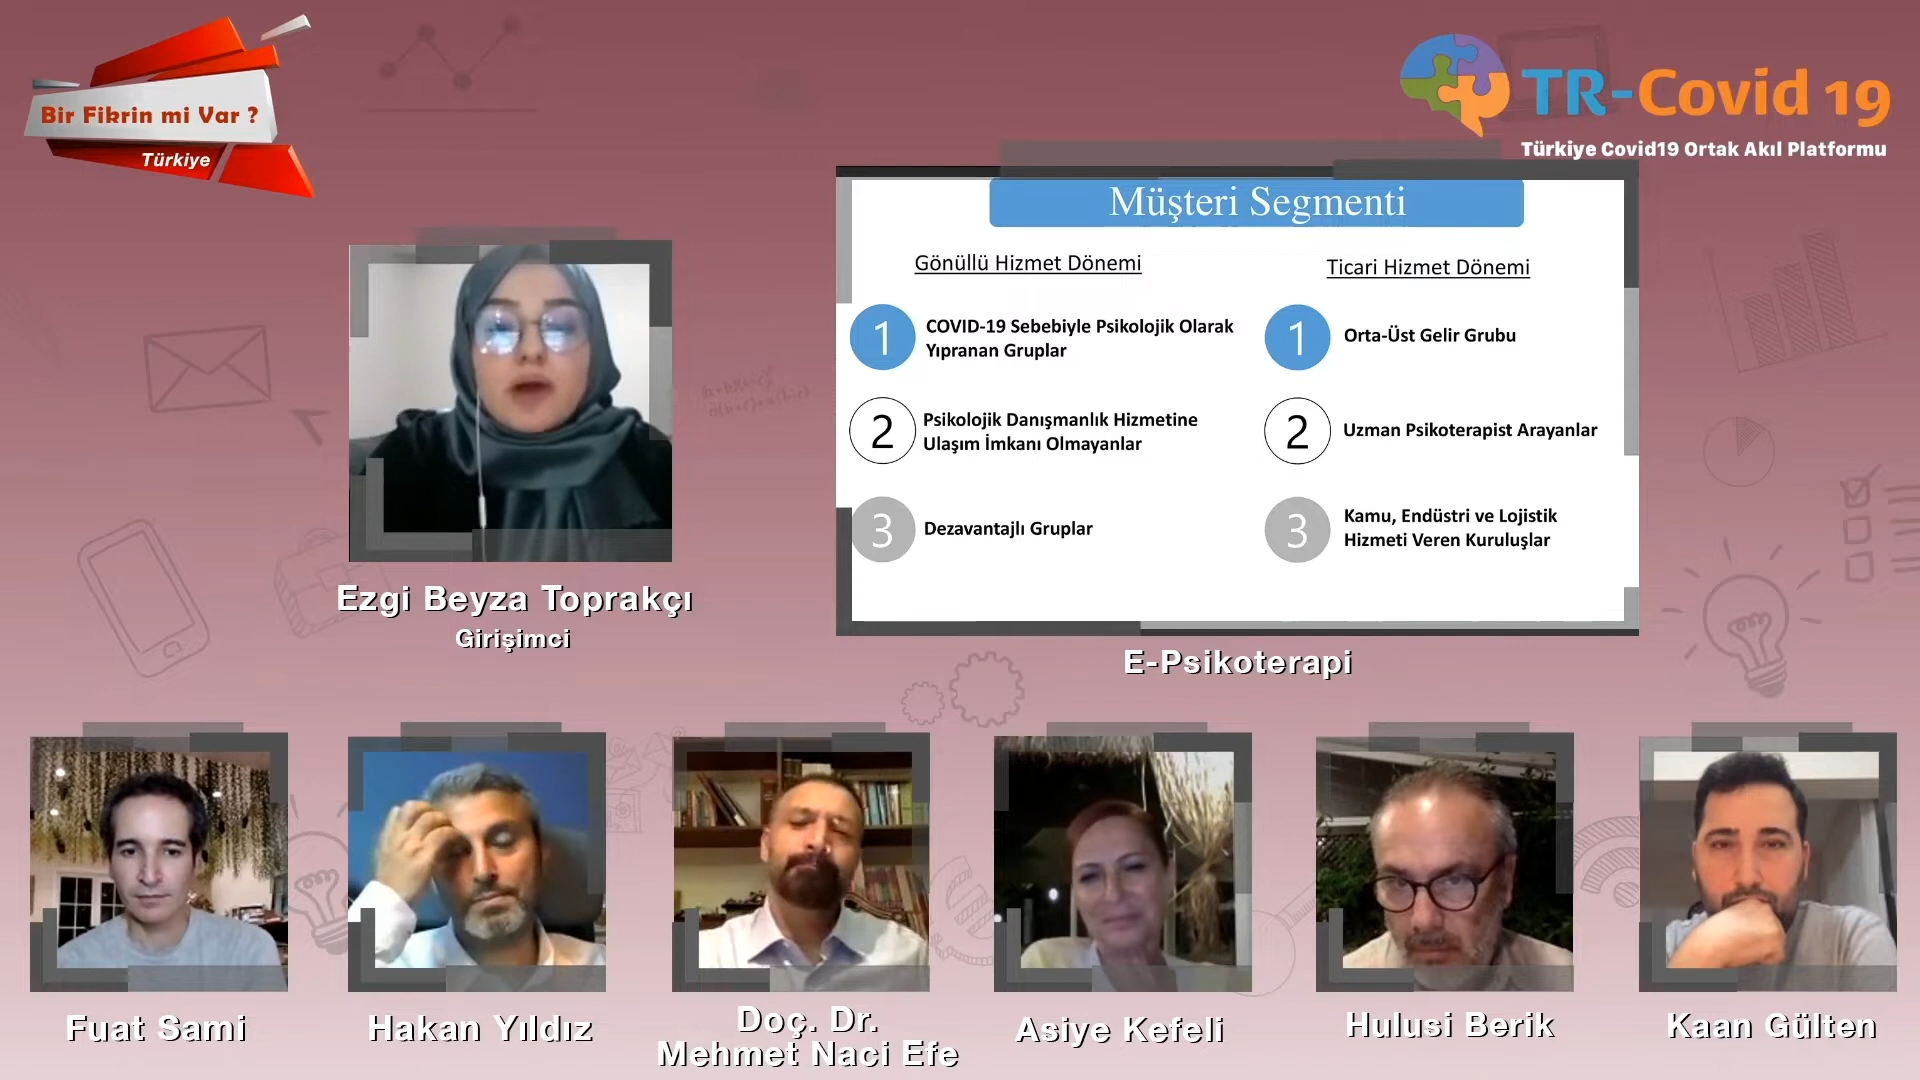 Bir Fikrin mi Var ?
Türkiye
TR-Covid 19
Türkiye Covid19 Ortak Akıl Platformu
Müşteri Segmenti
Gönüllü Hizmet Dönemi
1
COVID-19 Sebebiyle Psikolojik Olarak
Yıpranan Gruplar
2
Psikolojik Danışmanlık Hizmetine
Ulaşım İmkanı Olmayanlar
3
Dezavantajlı Gruplar
Ticari Hizmet Dönemi
1
Orta-Üst Gelir Grubu
2
Uzman Psikoterapist Arayanlar
3
Kamu, Endüstri ve Lojistik
Hizmeti Veren Kuruluşlar
Ezgi Beyza Toprakçı
Girişimci
E-Psikoterapi
Fuat Sami
Hakan Yıldız
Doç. Dr.
Mehmet Naci Efe
Asiye Kefeli
Hulusi Berik
Kaan Gülten